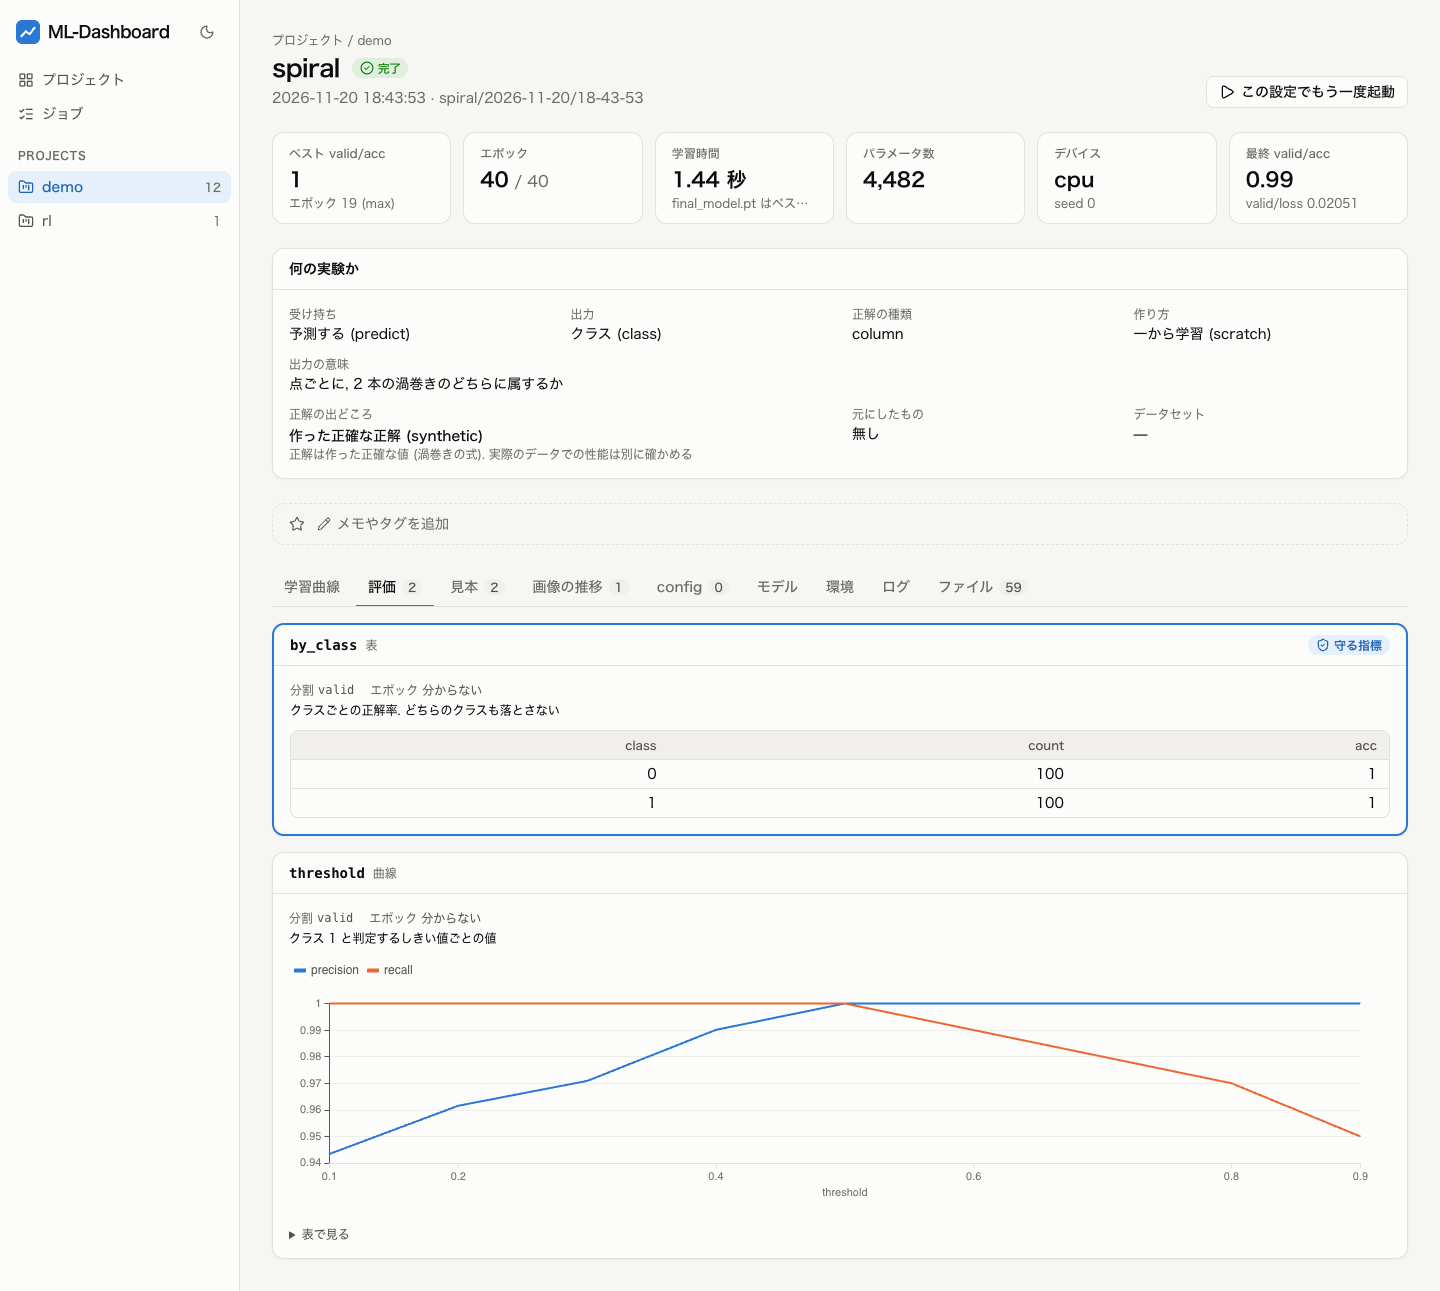 ML-Dashboard
プロジェクト
ジョブ
PROJECTS
demo 12
rl 1
プロジェクト / demo
spiral 完了
2026-11-20 18:43:53 · spiral/2026-11-20/18-43-53
この設定でもう一度起動
ベスト valid/acc
1
エポック 19 (max)
エポック
40 / 40
学習時間
1.44 秒
final_model.pt はベス…
パラメータ数
4,482
デバイス
cpu
seed 0
最終 valid/acc
0.99
valid/loss 0.02051
何の実験か
受け持ち
予測する (predict)
出力
クラス (class)
正解の種類
column
作り方
一から学習 (scratch)
出力の意味
点ごとに, 2 本の渦巻きのどちらに属するか
正解の出どころ
作った正確な正解 (synthetic)
正解は作った正確な値 (渦巻きの式). 実際のデータでの性能は別に確かめる
元にしたもの
無し
データセット
—
メモやタグを追加
学習曲線 評価 2 見本 2 画像の推移 1 config 0 モデル 環境 ログ ファイル 59
by_class 表 守る指標
分割 valid エポック 分からない
クラスごとの正解率. どちらのクラスも落とさない
class count acc
0 100 1
1 100 1
threshold 曲線
分割 valid エポック 分からない
クラス 1 と判定するしきい値ごとの値
precision recall
1
0.99
0.98
0.97
0.96
0.95
0.94
0.1 0.2 0.4 0.6 0.8 0.9
threshold
表で見る